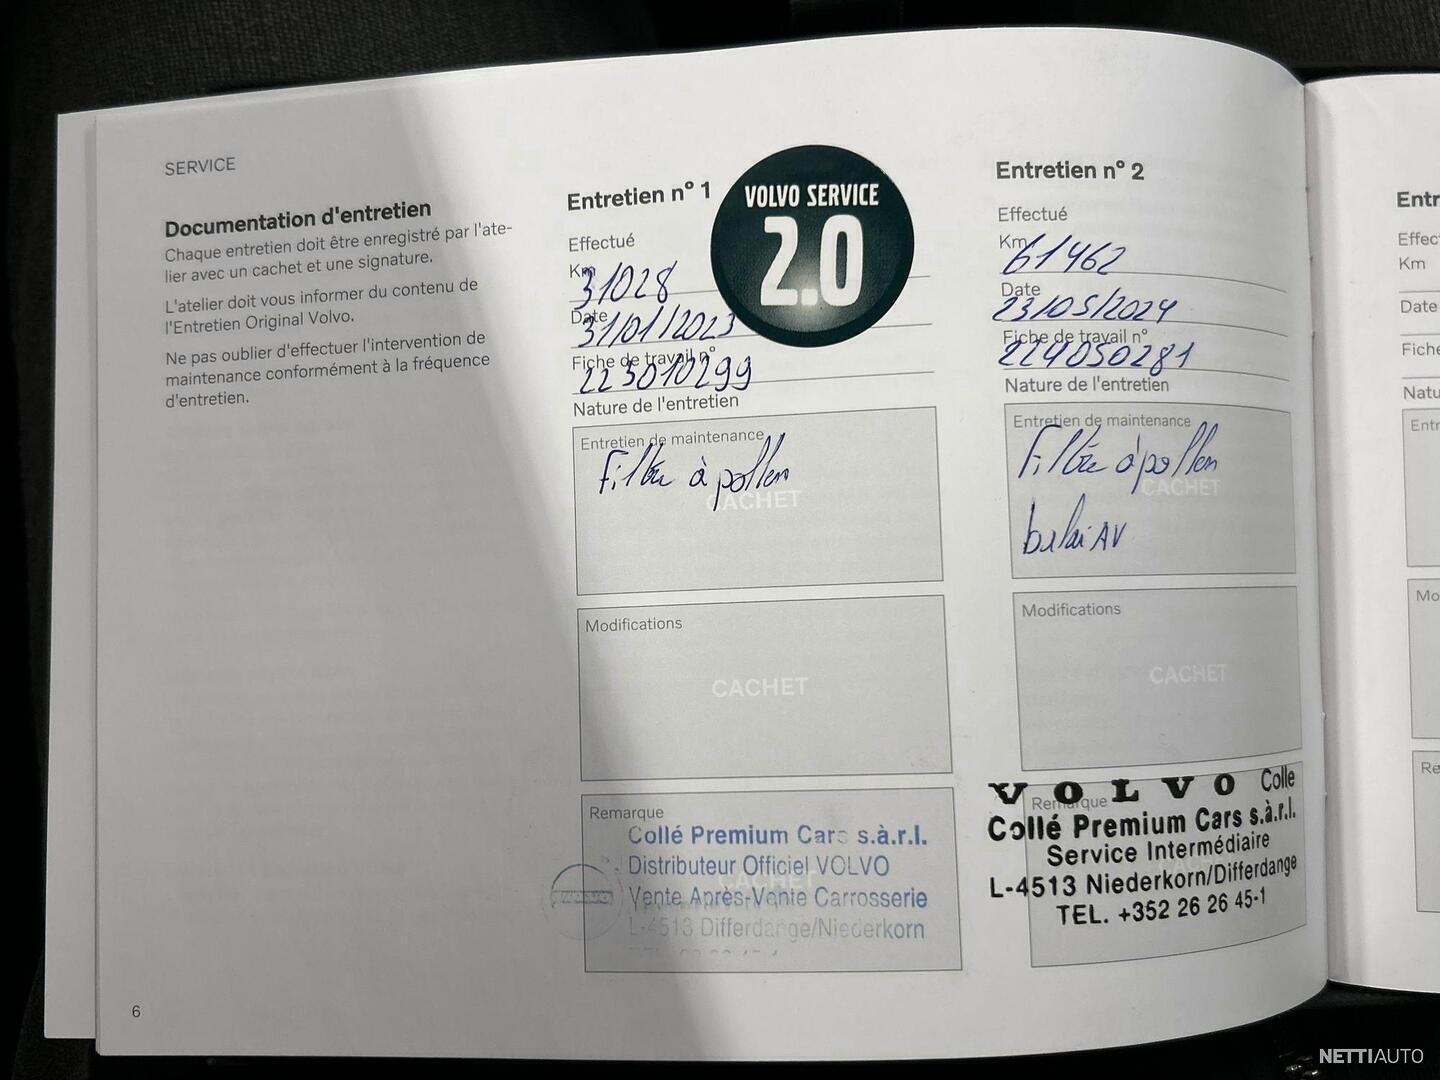 SERVICE
Documentation d'entretien
Chaque entretien doit être enregistré par l'ate-
lier avec un cachet et une signature.
L'atelier doit vous informer du contenu de
l'Entretien Original Volvo.
Ne pas oublier d'effectuer l'intervention de
maintenance conformément à la fréquence
d'entretien.
6
Entretien n° 1
VOLVO SERVICE
2.0
Effectué
Km
31028
Date
31/01/2023
Fiche de travail n°
223010299
Nature de l'entretien
Entretien de maintenance
Filtre à pollen
CACHET
Modifications
CACHET
Remarque
Collé Premium Cars s.à.r.l.
Distributeur Officiel VOLVO
CACHET
Vente Après-Vente Carrosserie
L-4513 Differdange/Niederkorn
Entretien n° 2
Effectué
Km
61462
Date
23/05/2024
Fiche de travail n°
224050281
Nature de l'entretien
Entretien de maintenance
Filtre à pollen
CACHET
balai AV
Modifications
CACHET
VOLVO Colle
Remarque
Collé Premium Cars s.à.r.l.
Service Intermédiaire
L-4513 Niederkorn/Differdange
TEL. +352 26 26 45-1
Entr
Effec
Km
Date
Fiche
Natu
Entr
Mo
Re
NETTIAUTO